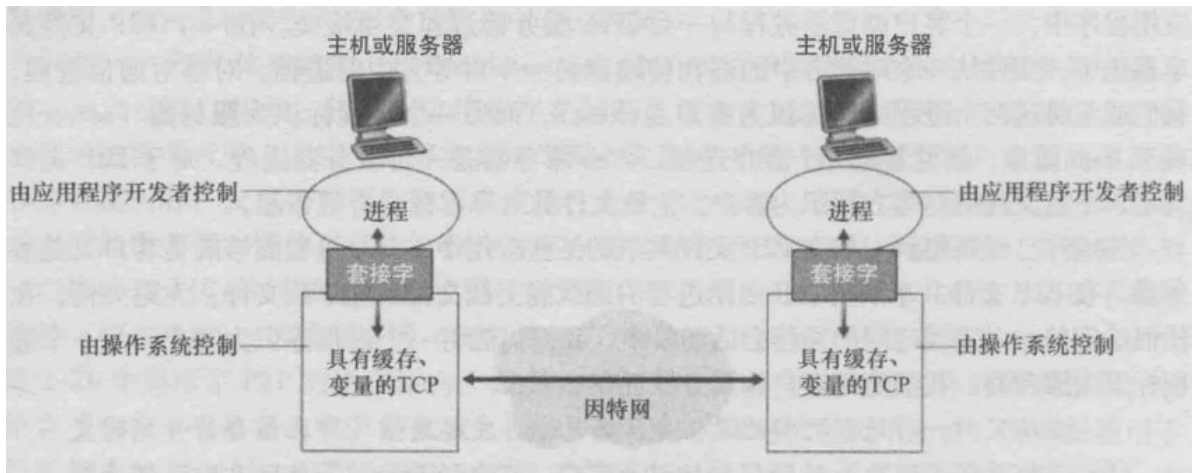 主机或服务器
主机或服务器
由应用程序开发者控制
进程
进程
由应用程序开发者控制
套接字
套接字
由操作系统控制
具有缓存、
变量的TCP
具有缓存、
变量的TCP
由操作系统控制
因特网